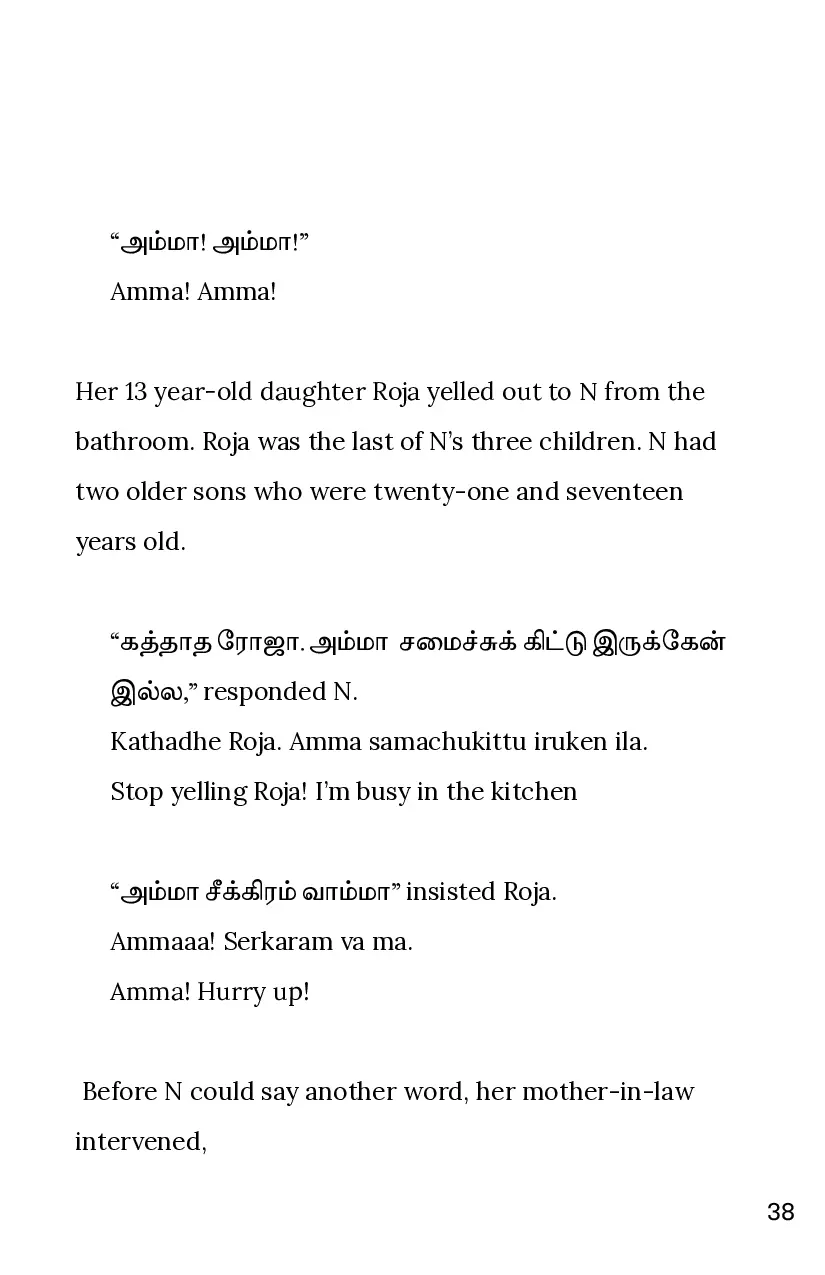 “அம்மா! அம்மா!”
Amma! Amma!
Her 13 year-old daughter Roja yelled out to N from the
bathroom. Roja was the last of N’s three children. N had
two older sons who were twenty-one and seventeen
years old.
“கத்தாத ரோஜா. அம்மா சமைச்சுக் கிட்டு இருக்கேன்
இல்ல,” responded N.
Kathadhe Roja. Amma samachukittu iruken ila.
Stop yelling Roja! I’m busy in the kitchen
“அம்மா சீக்கிரம் வாம்மா” insisted Roja.
Ammaaa! Serkaram va ma.
Amma! Hurry up!
Before N could say another word, her mother-in-law
intervened,
38